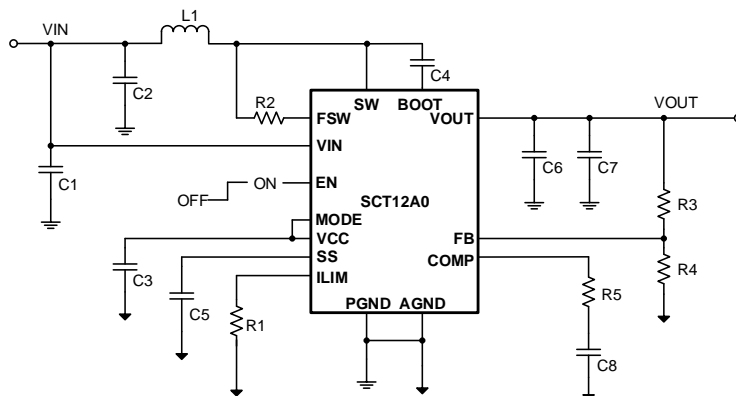 L1
VIN
C2
C4
R2
SW
BOOT
FSW
VOUT
VOUT
VIN
C1
C6
C7
EN
OFF
ON
SCT12A0
R3
MODE
VCC
FB
SS
COMP
C3
R4
ILIM
C5
R1
PGND
AGND
R5
C8